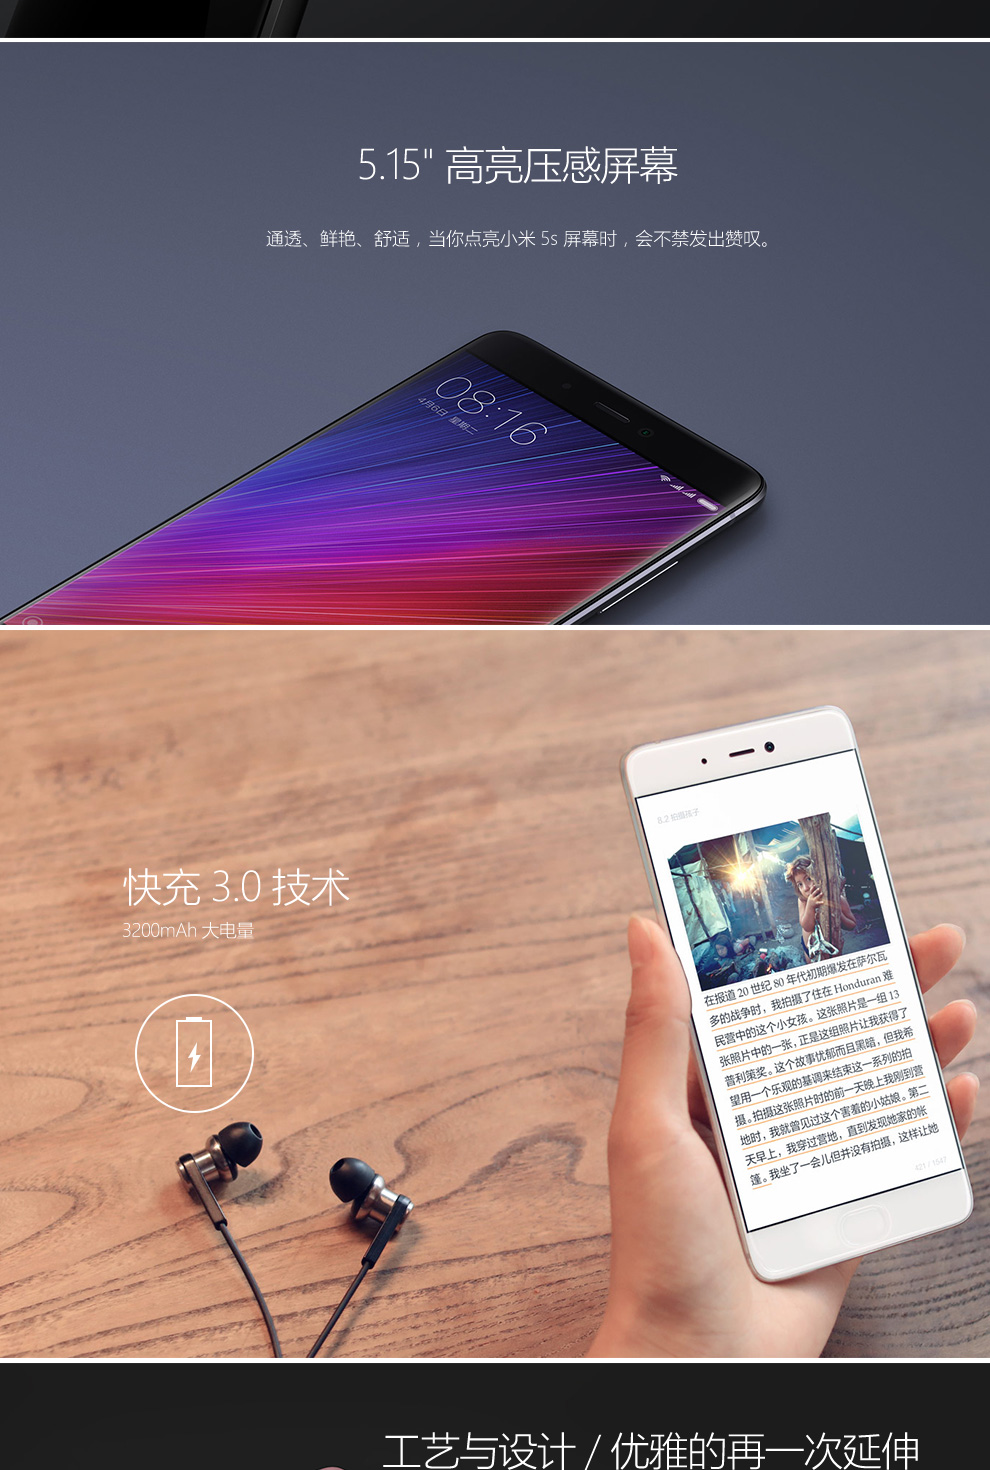 5.15" 高亮压感屏幕
通透、鲜艳、舒适，当你点亮小米 5s 屏幕时，会不禁发出赞叹。
08:16
4月6日 星期二
快充 3.0 技术
3200mAh 大电量
8.2 拍摄孩子
在报道 20 世纪 80 年代初期爆发在萨尔瓦
多的战争时，我拍摄了住在 Honduran 难
民营中的这个小女孩。这张照片是一组 13
张照片中的一张，正是这组照片让我获得了
普利策奖。这个故事忧郁而且黑暗，但我希
望用一个乐观的基调来结束这一系列的拍
摄。拍摄这张照片时的前一天晚上我刚到营
地时，我就曾见过这个害羞的小姑娘。第二
天早上，我穿过营地，直到发现她家的帐
篷。我坐了一会儿但并没有拍摄，这样让她
421 / 1647
工艺与设计 / 优雅的再一次延伸